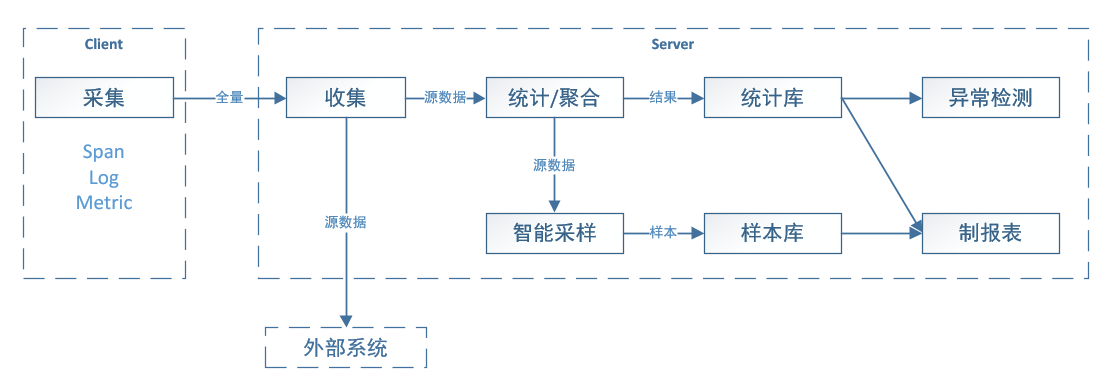 Client
Server
采集
全量
收集
源数据
统计/聚合
结果
统计库
异常检测
Span
Log
Metric
源数据
源数据
智能采样
样本
样本库
制报表
外部系统